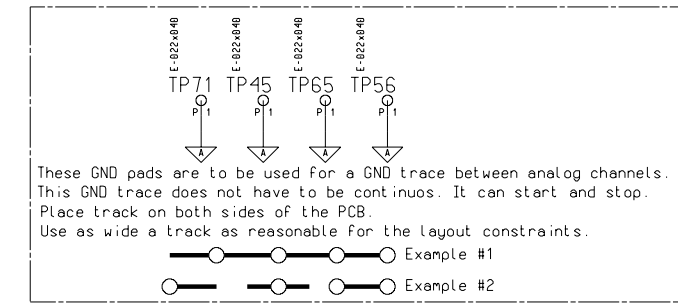 E-022x040 E-022x040 E-022x040 E-022x040
TP71 TP45 TP65 TP56
P 1 P 1 P 1 P 1
A A A A
These GND pads are to be used for a GND trace between analog channels.
This GND trace does not have to be continuos. It can start and stop.
Place track on both sides of the PCB.
Use as wide a track as reasonable for the layout constraints.
Example #1
Example #2